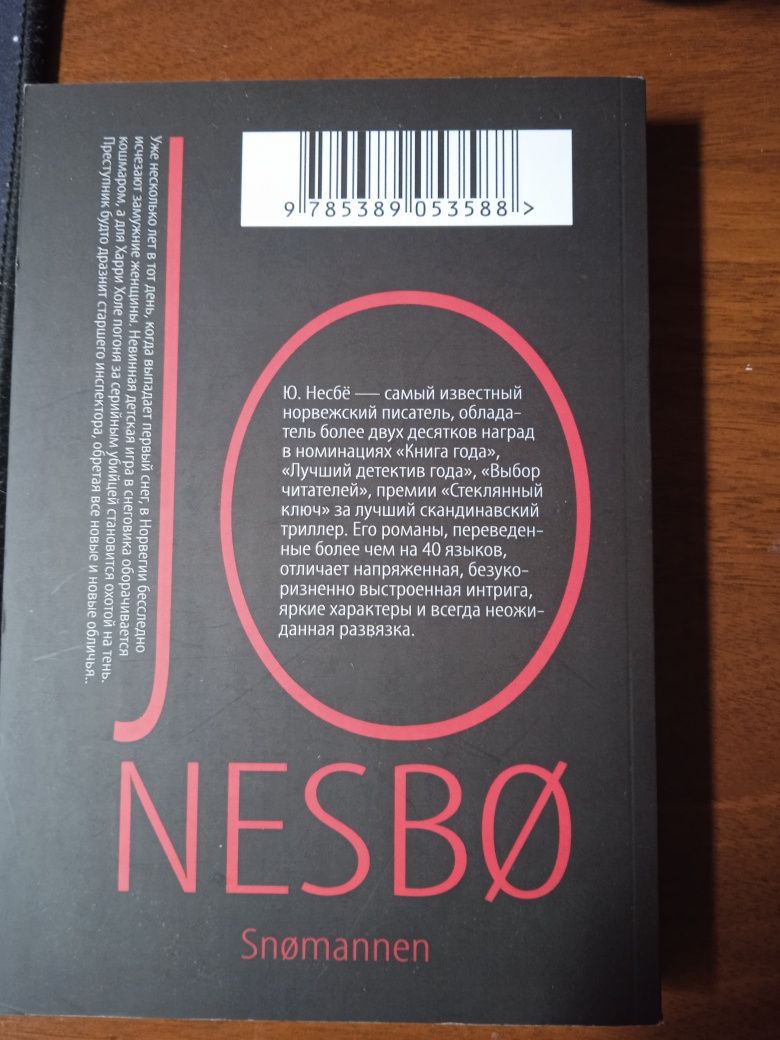 9 785389 053588 >
Уже несколько лет в тот день, когда выпадает первый снег, в Норвегии бесследно
исчезают замужние женщины. Невинная детская игра в снеговика оборачивается
кошмаром, а для Харри Холе погоня за серийным убийцей становится охотой на тень.
Преступник будто дразнит старшего инспектора, обретая все новые и новые обличья..
JO
Ю. Несбё — самый известный
норвежский писатель, облада-
тель более двух десятков наград
в номинациях «Книга года»,
«Лучший детектив года», «Выбор
читателей», премии «Стеклянный
ключ» за лучший скандинавский
триллер. Его романы, переведен-
ные более чем на 40 языков,
отличает напряженная, безуко-
ризненно выстроенная интрига,
яркие характеры и всегда неожи-
данная развязка.
NESBØ
Snømannen